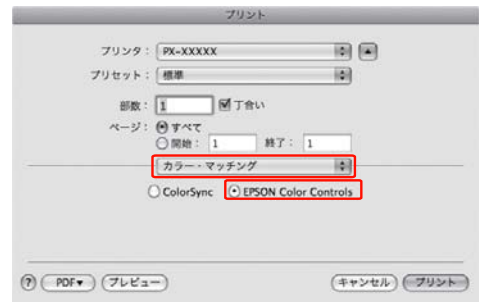 プリント
プリンタ： PX-XXXXX
プリセット： 標準
部数： 1 丁合い
ページ： すべて
開始： 1 終了： 1
カラー・マッチング
ColorSync EPSON Color Controls
? PDF▼ プレビュー キャンセル プリント